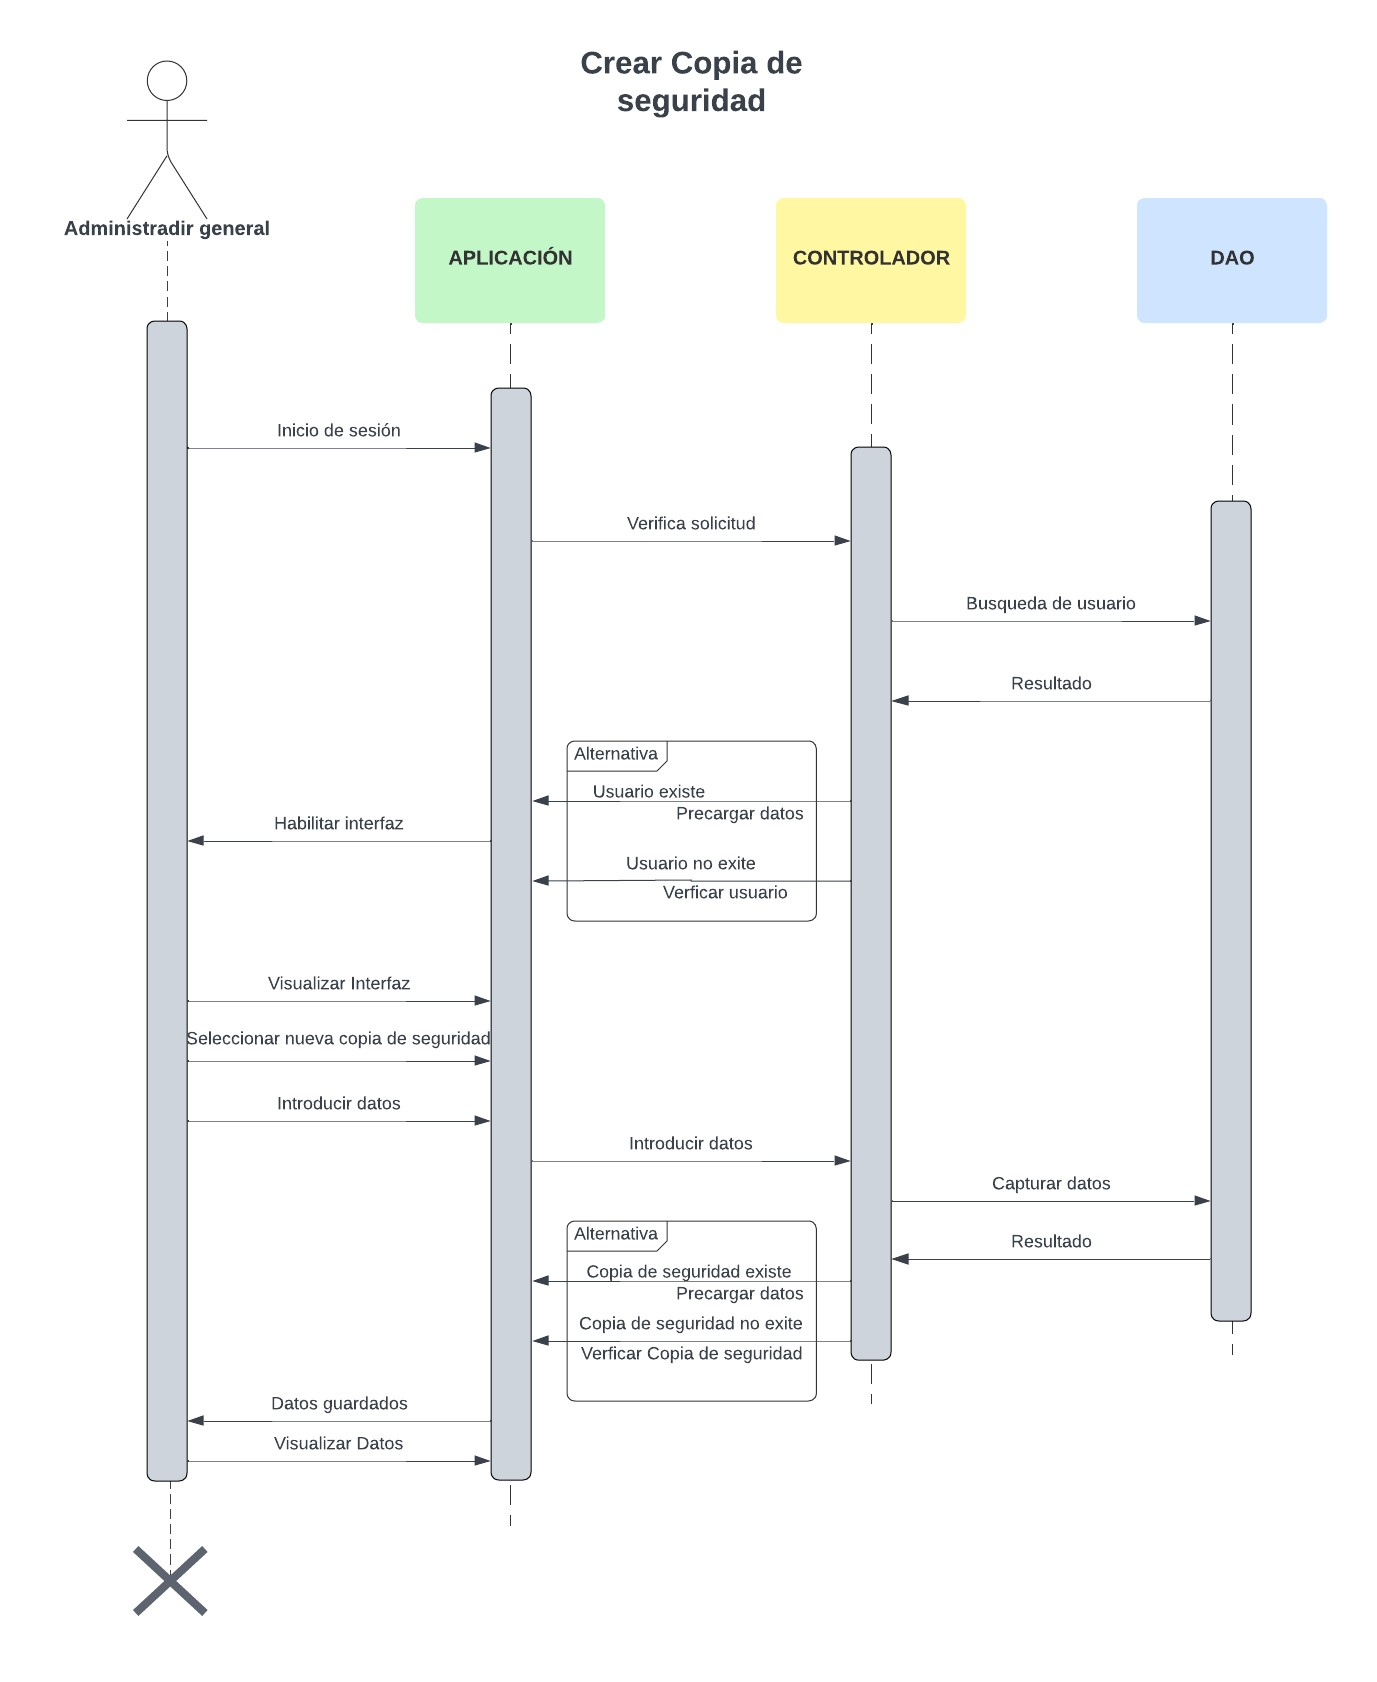 Crear Copia de
seguridad
Administradir general
APLICACIÓN
CONTROLADOR
DAO
Inicio de sesión
Verifica solicitud
Busqueda de usuario
Resultado
Alternativa
Usuario existe
Precargar datos
Habilitar interfaz
Usuario no exite
Verficar usuario
Visualizar Interfaz
Seleccionar nueva copia de seguridad
Introducir datos
Introducir datos
Capturar datos
Alternativa
Resultado
Copia de seguridad existe
Precargar datos
Copia de seguridad no exite
Verficar Copia de seguridad
Datos guardados
Visualizar Datos